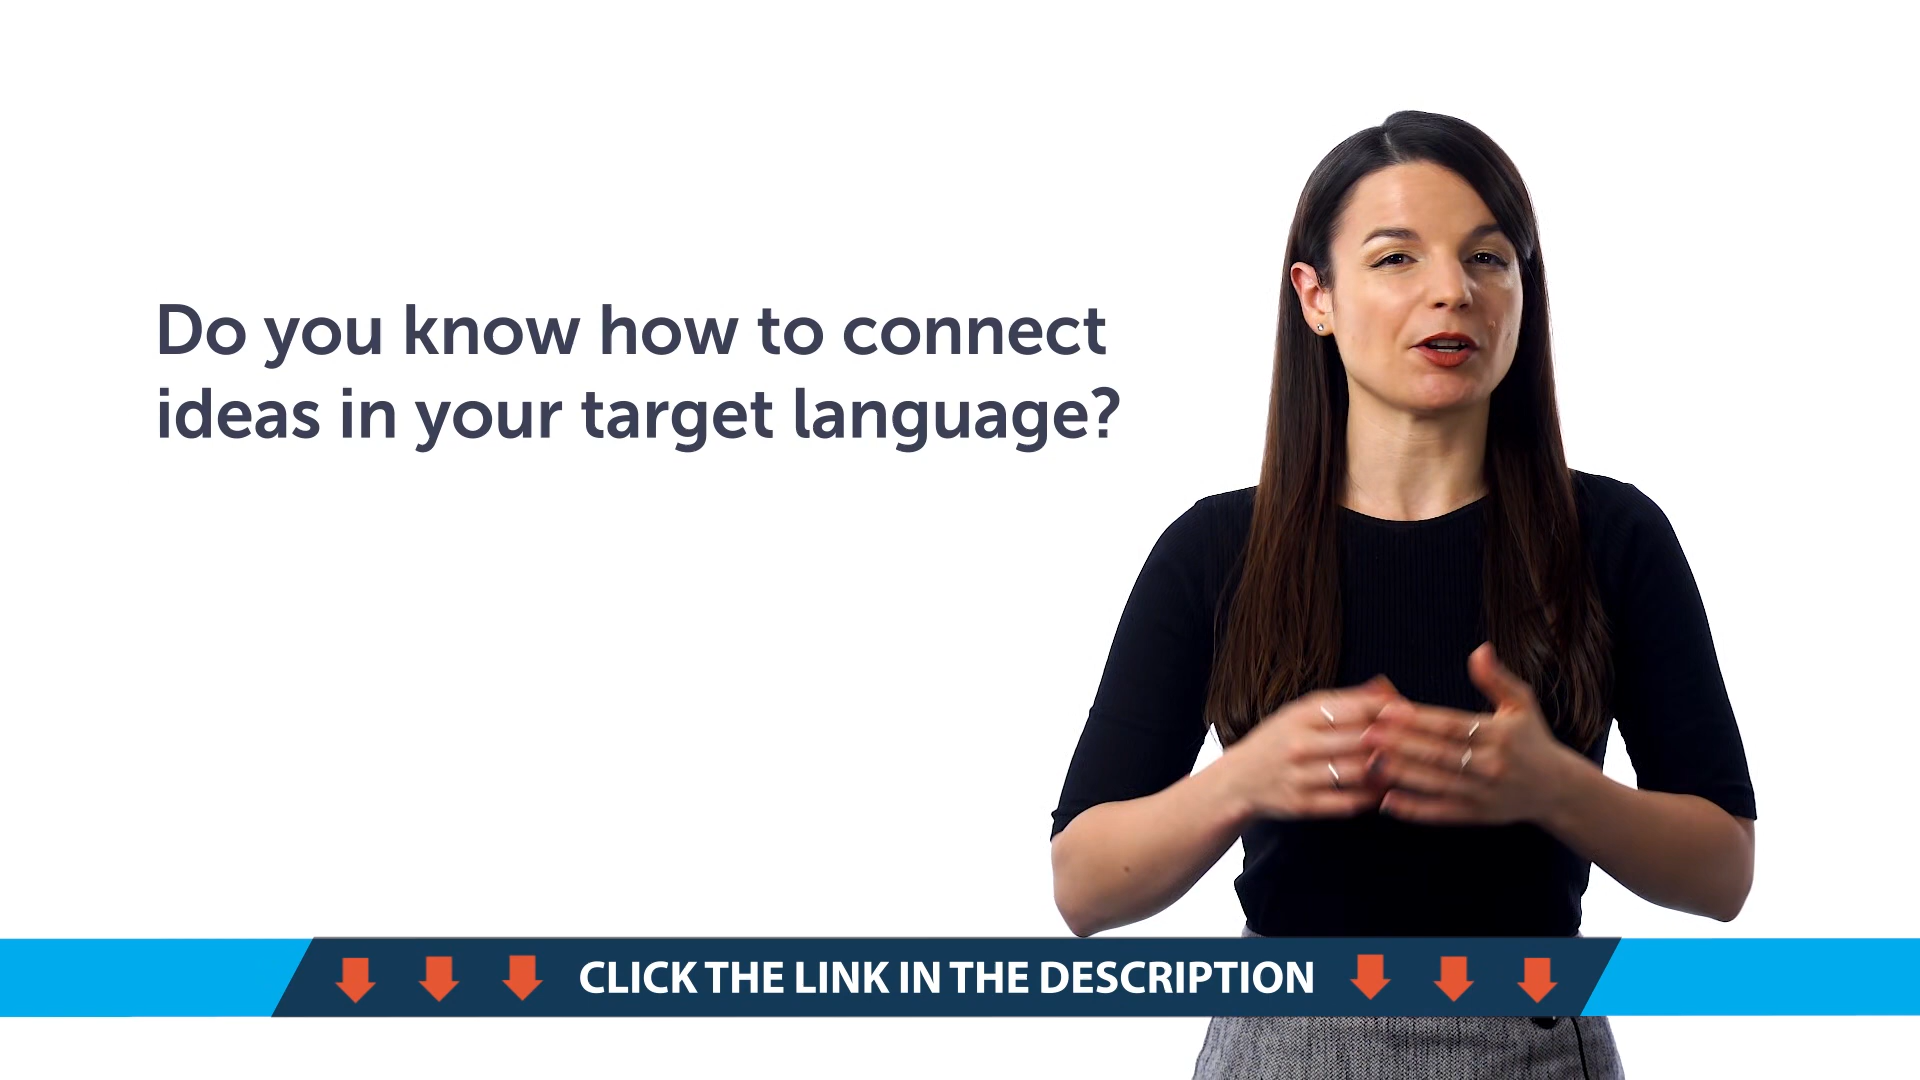 Do you know how to connect
ideas in your target language?
CLICK THE LINK IN THE DESCRIPTION